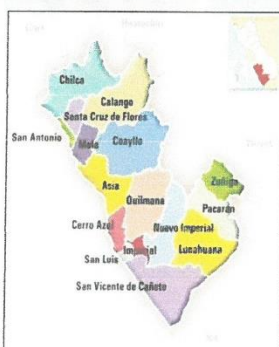 Chilca
Calango
Santa Cruz de Flores
San Antonio
Mala
Coayllo
Asia
Quilmana
Zuñiga
Pacarán
Cerro Azul
Nuevo Imperial
Imperial
Lunahuana
San Luis
San Vicente de Cañete